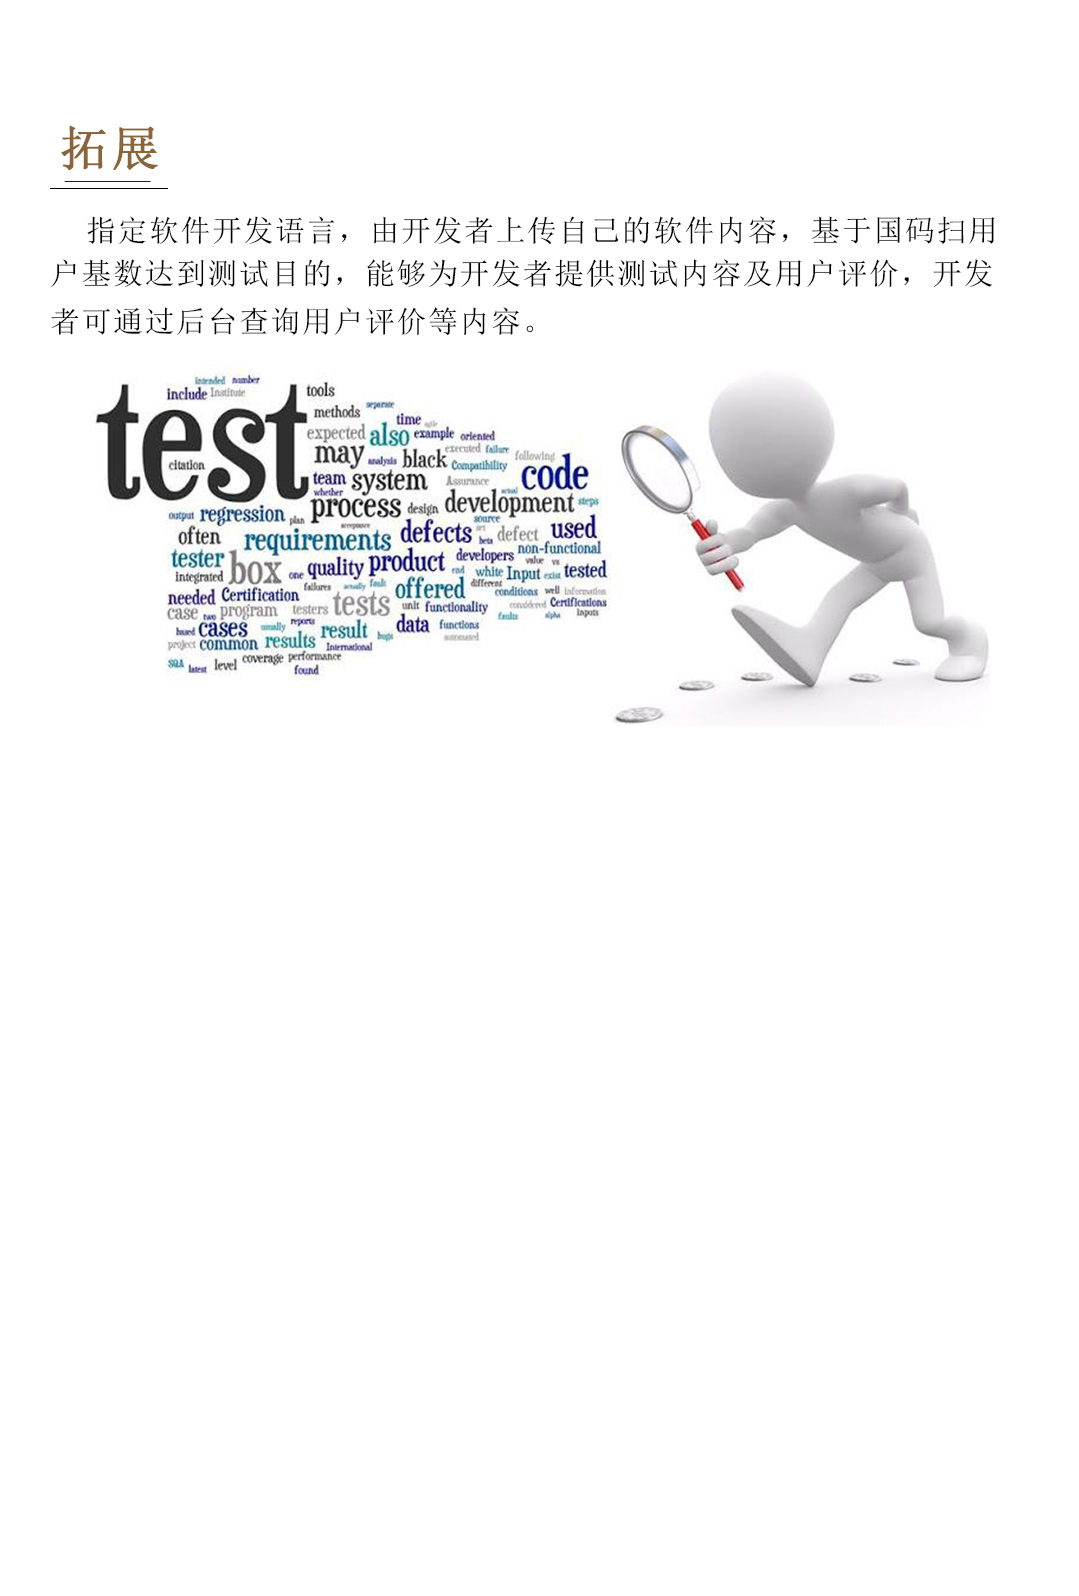 拓展
指定软件开发语言，由开发者上传自己的软件内容，基于国码扫用
户基数达到测试目的，能够为开发者提供测试内容及用户评价，开发
者可通过后台查询用户评价等内容。
intended number
include Institute
tools
test
methods separate
time agile
expected also example oriented
citation
may analysis black executed failure
Compatibility following
team system Assurance code
whether actual
process design development steps
output regression plan
acceptance
source
often requirements defects beta defect used
tester box one quality product developers non-functional
value vs
integrated
end white Input exist tested
needed Certification failures actually fault offered different conditions well information
case two program testers tests unit functionality considered Certifications
based cases usually reports result bugs data functions faults alpha inputs
project common results International automated
SQA latest level coverage performance
found